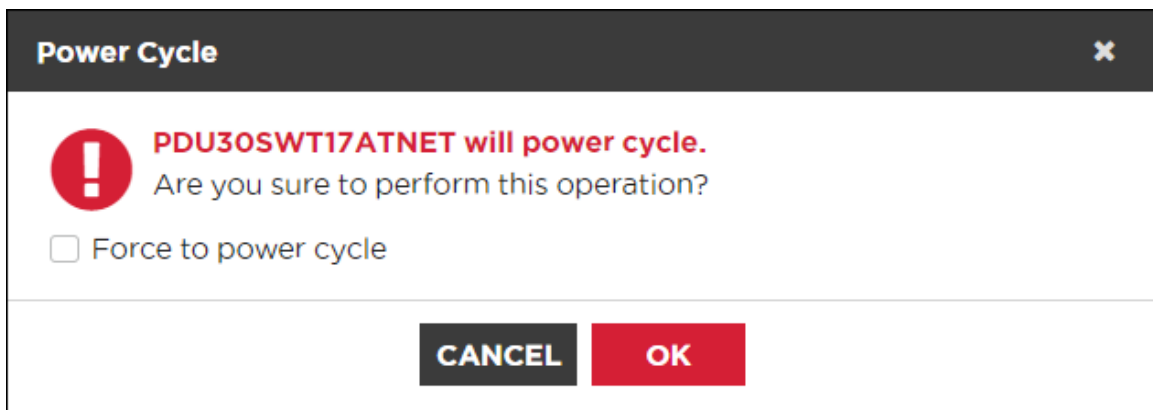 Power Cycle
PDU30SWT17ATNET will power cycle.
Are you sure to perform this operation?
Force to power cycle
CANCEL OK